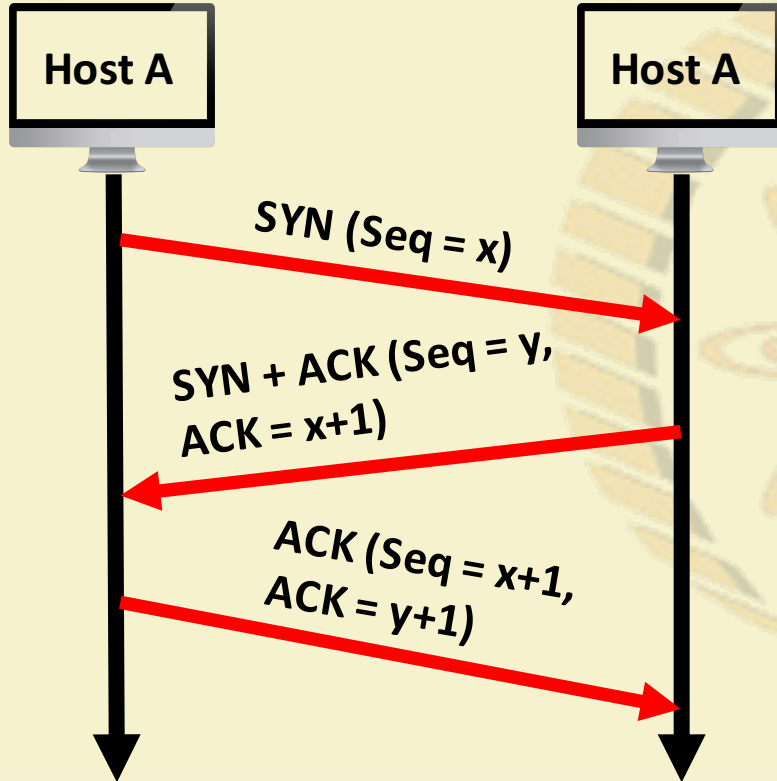 Host A
Host A
SYN (Seq = x)
SYN + ACK (Seq = y,
ACK = x+1)
ACK (Seq = x+1,
ACK = y+1)